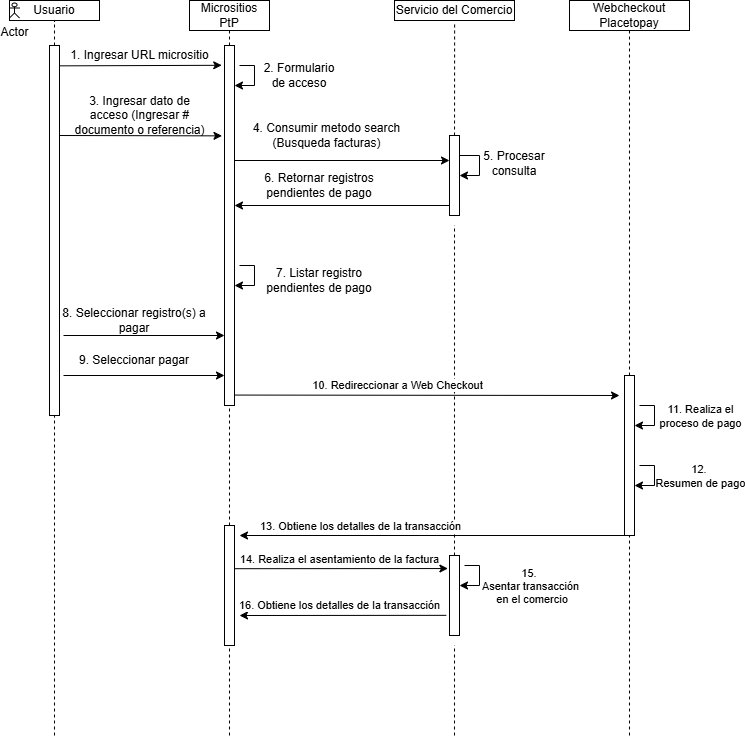 Usuario
Actor
Micrositios
PtP
Servicio del Comercio
Webcheckout
Placetopay
1. Ingresar URL micrositio
2. Formulario
de acceso
3. Ingresar dato de
acceso (Ingresar #
documento o referencia)
4. Consumir metodo search
(Busqueda facturas)
5. Procesar
consulta
6. Retornar registros
pendientes de pago
7. Listar registro
pendientes de pago
8. Seleccionar registro(s) a
pagar
9. Seleccionar pagar
10. Redireccionar a Web Checkout
11. Realiza el
proceso de pago
12.
Resumen de pago
13. Obtiene los detalles de la transacción
14. Realiza el asentamiento de la factura
15.
Asentar transacción
en el comercio
16. Obtiene los detalles de la transacción